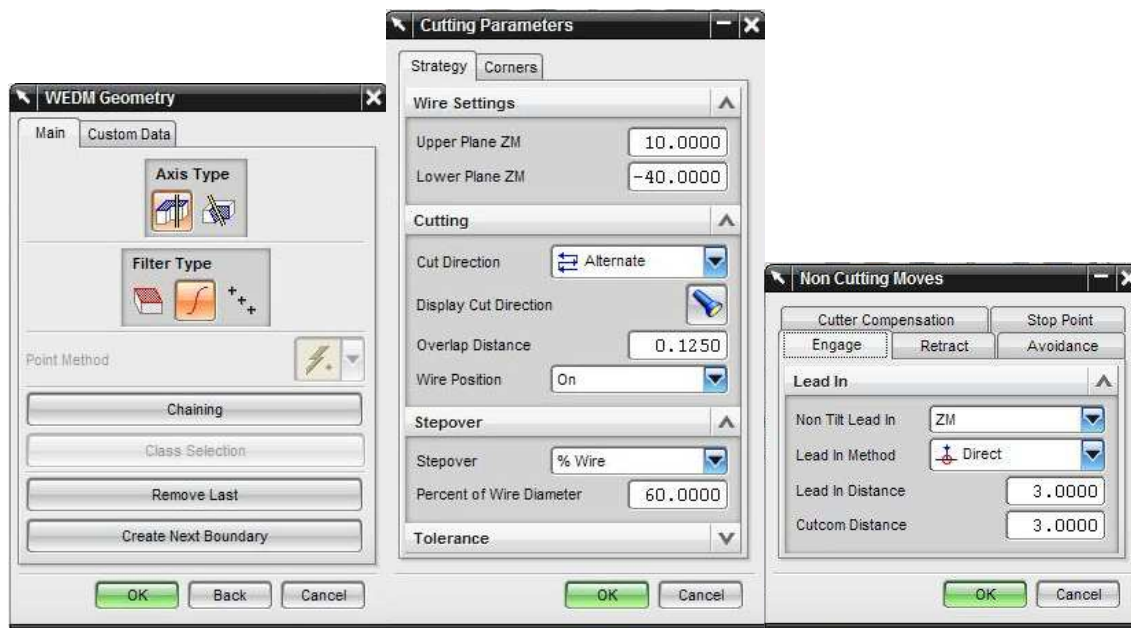 WEDM Geometry
Main Custom Data
Axis Type
Filter Type
Point Method
Chaining
Class Selection
Remove Last
Create Next Boundary
OK Back Cancel
Cutting Parameters
Strategy Corners
Wire Settings
Upper Plane ZM 10.0000
Lower Plane ZM -40.0000
Cutting
Cut Direction Alternate
Display Cut Direction
Overlap Distance 0.1250
Wire Position On
Stepover
Stepover % Wire
Percent of Wire Diameter 60.0000
Tolerance
OK Cancel
Non Cutting Moves
Cutter Compensation Stop Point
Engage Retract Avoidance
Lead In
Non Tilt Lead In ZM
Lead In Method Direct
Lead In Distance 3.0000
Cutcom Distance 3.0000
OK Cancel